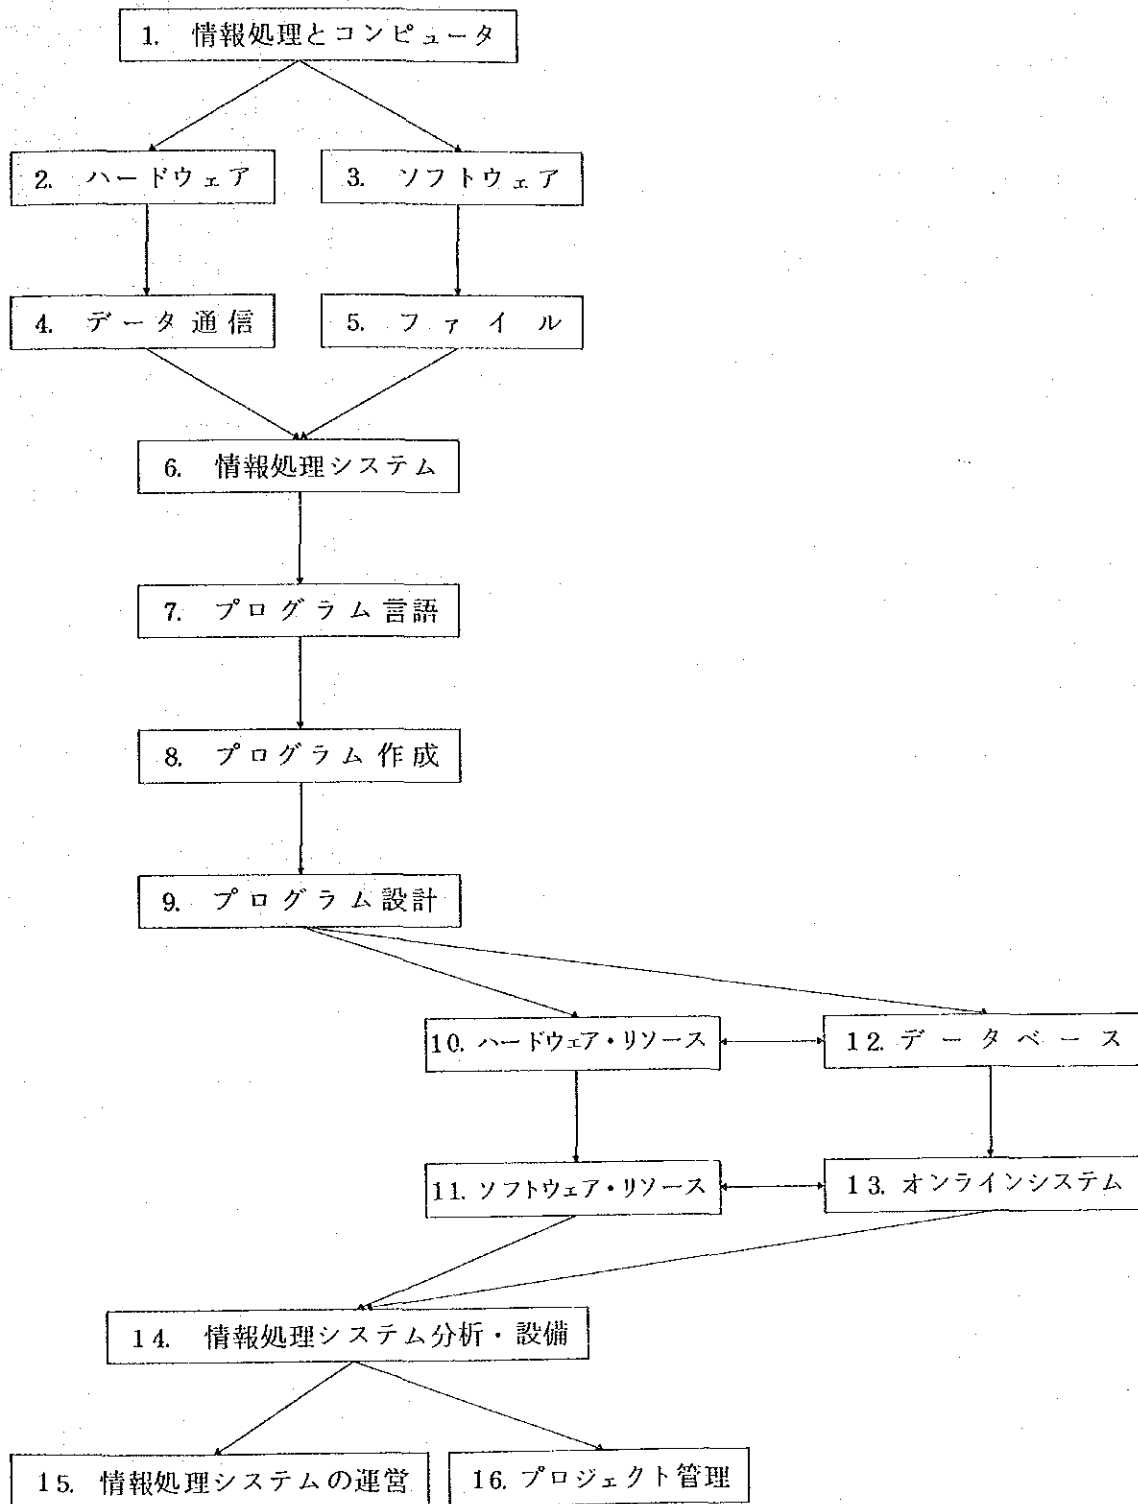 1. 情報処理とコンピュータ
2. ハードウェア
3. ソフトウェア
4. データ通信
5. ファイル
6. 情報処理システム
7. プログラム言語
8. プログラム作成
9. プログラム設計
10. ハードウェア・リソース
12. データベース
11. ソフトウェア・リソース
13. オンラインシステム
14. 情報処理システム分析・設備
15. 情報処理システムの運営
16. プロジェクト管理